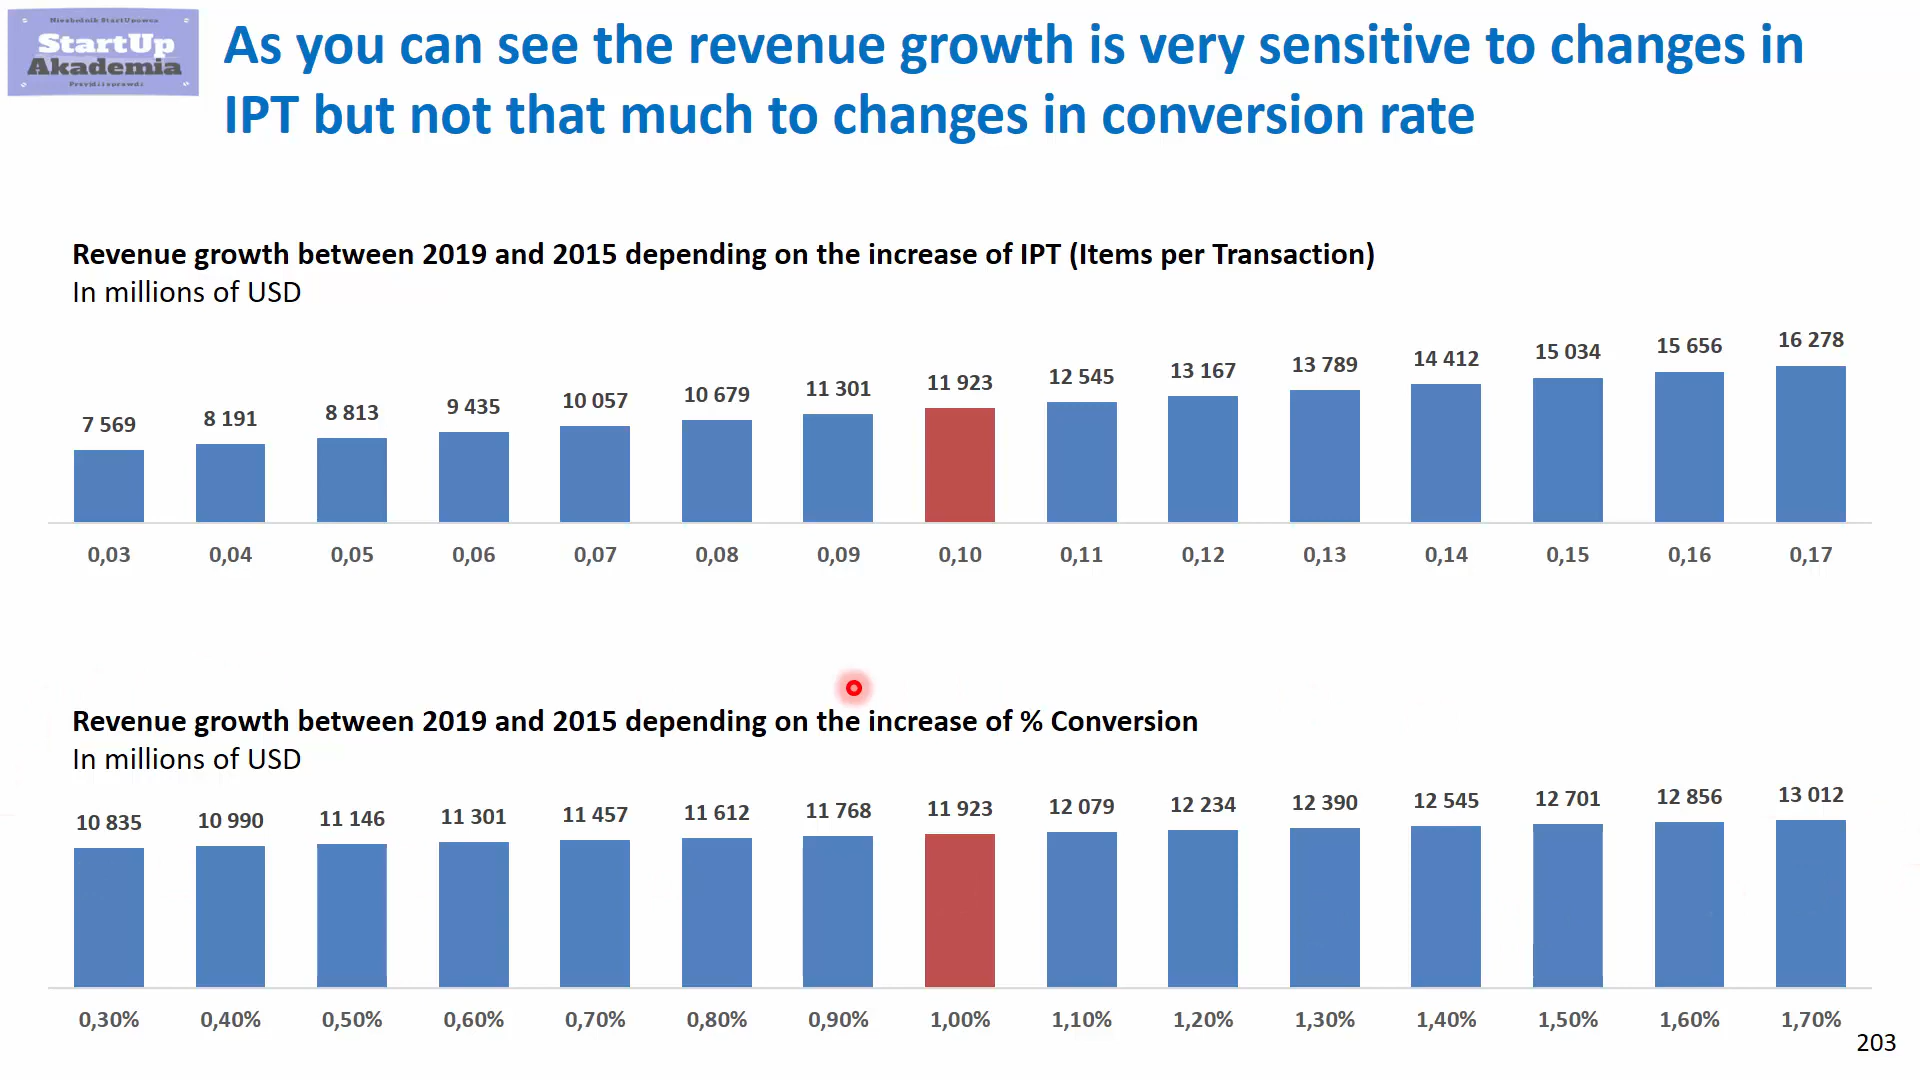 Niezbędnik StartUpowca
StartUp
Akademia
Przyjdź i sprawdź
As you can see the revenue growth is very sensitive to changes in
IPT but not that much to changes in conversion rate
Revenue growth between 2019 and 2015 depending on the increase of IPT (Items per Transaction)
In millions of USD
7 569 8 191 8 813 9 435 10 057 10 679 11 301 11 923 12 545 13 167 13 789 14 412 15 034 15 656 16 278
0,03 0,04 0,05 0,06 0,07 0,08 0,09 0,10 0,11 0,12 0,13 0,14 0,15 0,16 0,17
Revenue growth between 2019 and 2015 depending on the increase of % Conversion
In millions of USD
10 835 10 990 11 146 11 301 11 457 11 612 11 768 11 923 12 079 12 234 12 390 12 545 12 701 12 856 13 012
0,30% 0,40% 0,50% 0,60% 0,70% 0,80% 0,90% 1,00% 1,10% 1,20% 1,30% 1,40% 1,50% 1,60% 1,70%
203